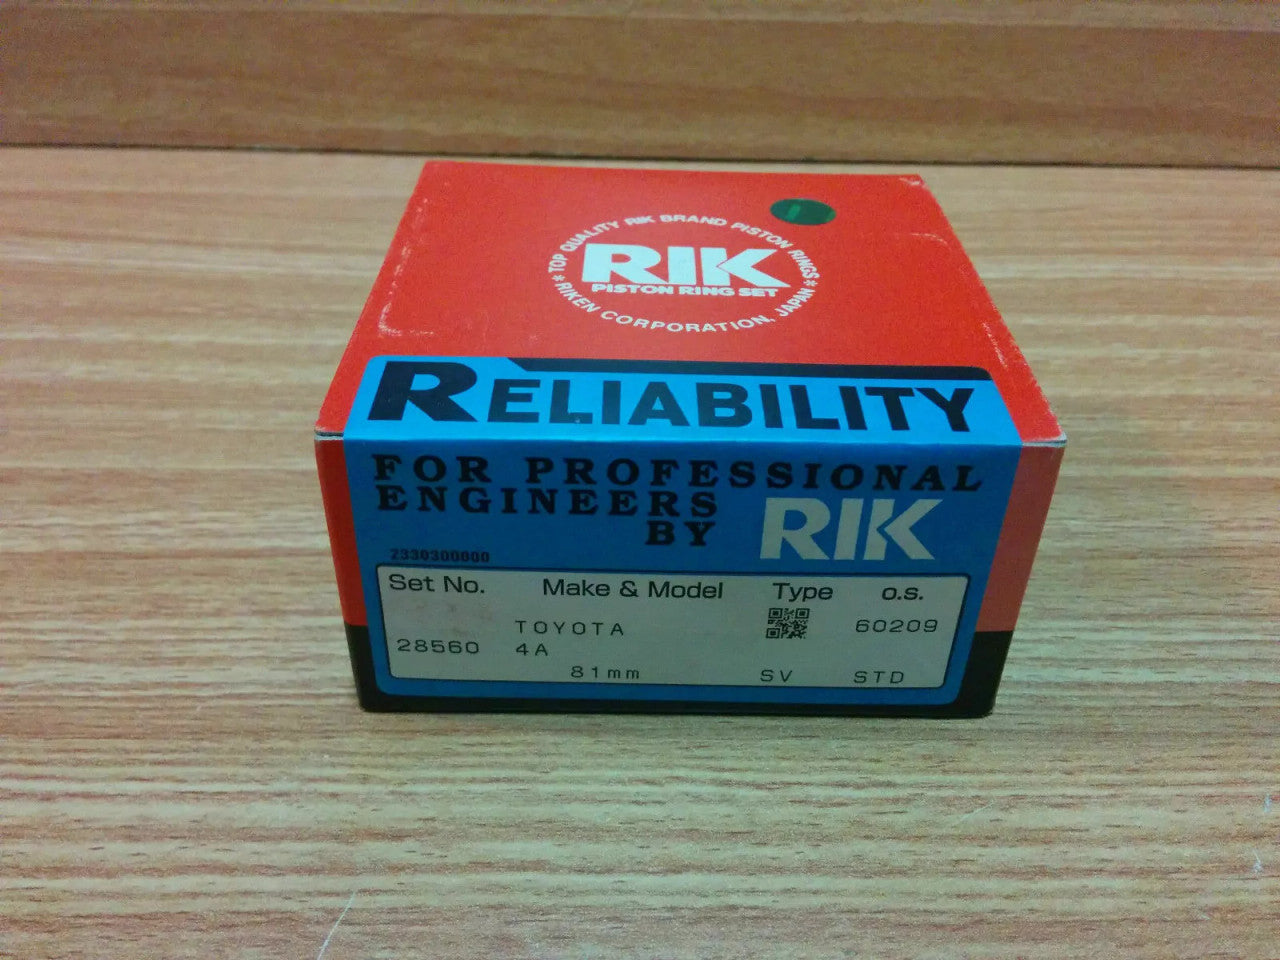 * TOP QUALITY RIK BRAND PISTON RINGS *
RIK
PISTON RING SET
RIKEN CORPORATION, JAPAN
RELIABILITY
FOR PROFESSIONAL
ENGINEERS
BY RIK
2330300000
Set No. Make & Model Type o.s.
TOYOTA 60209
28560 4A
81mm SV STD